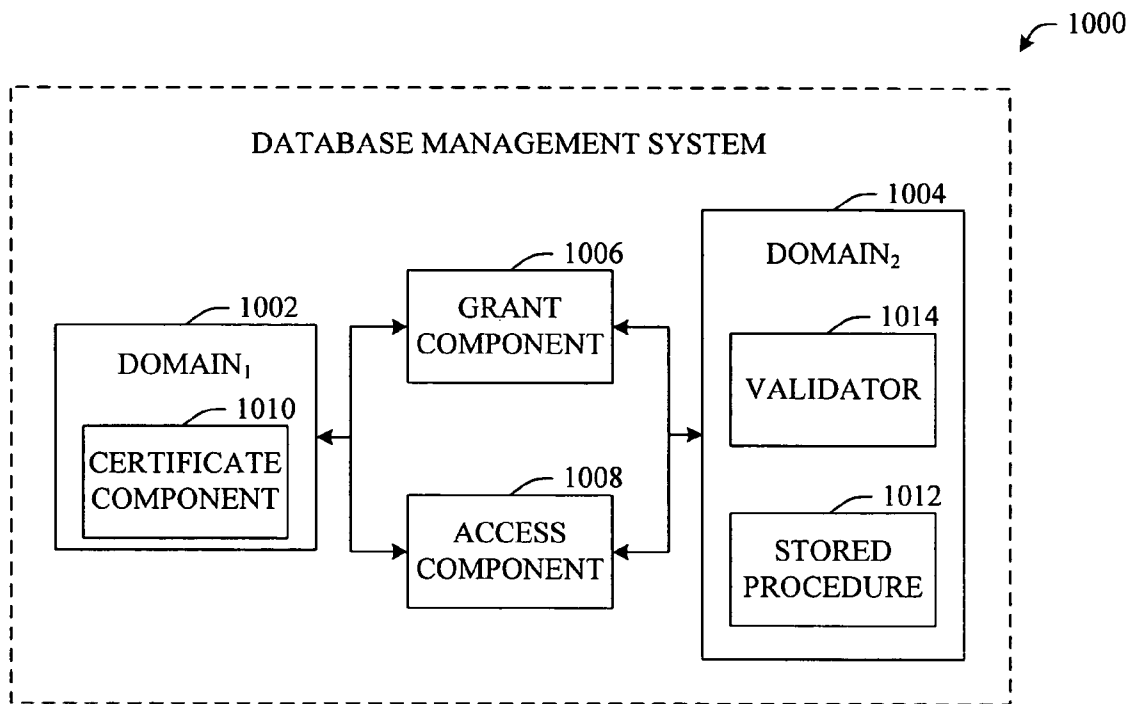 1000
DATABASE MANAGEMENT SYSTEM
1004
DOMAIN₂
1006
GRANT
COMPONENT
1002
DOMAIN₁
1014
VALIDATOR
1010
CERTIFICATE
COMPONENT
1008
ACCESS
COMPONENT
1012
STORED
PROCEDURE